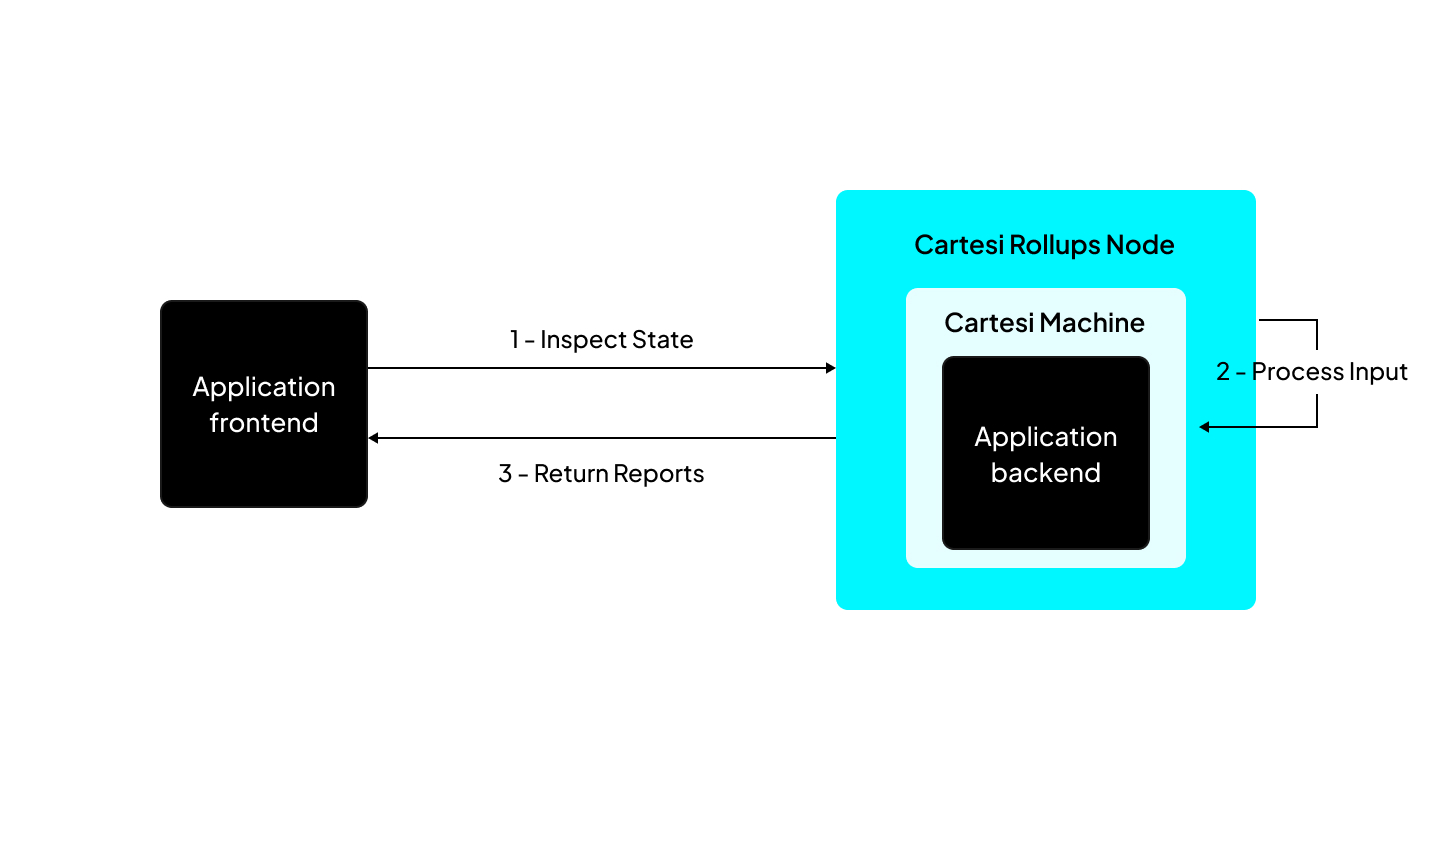 Cartesi Rollups Node
Cartesi Machine
1 - Inspect State
2 - Process Input
Application
frontend
Application
backend
3 - Return Reports